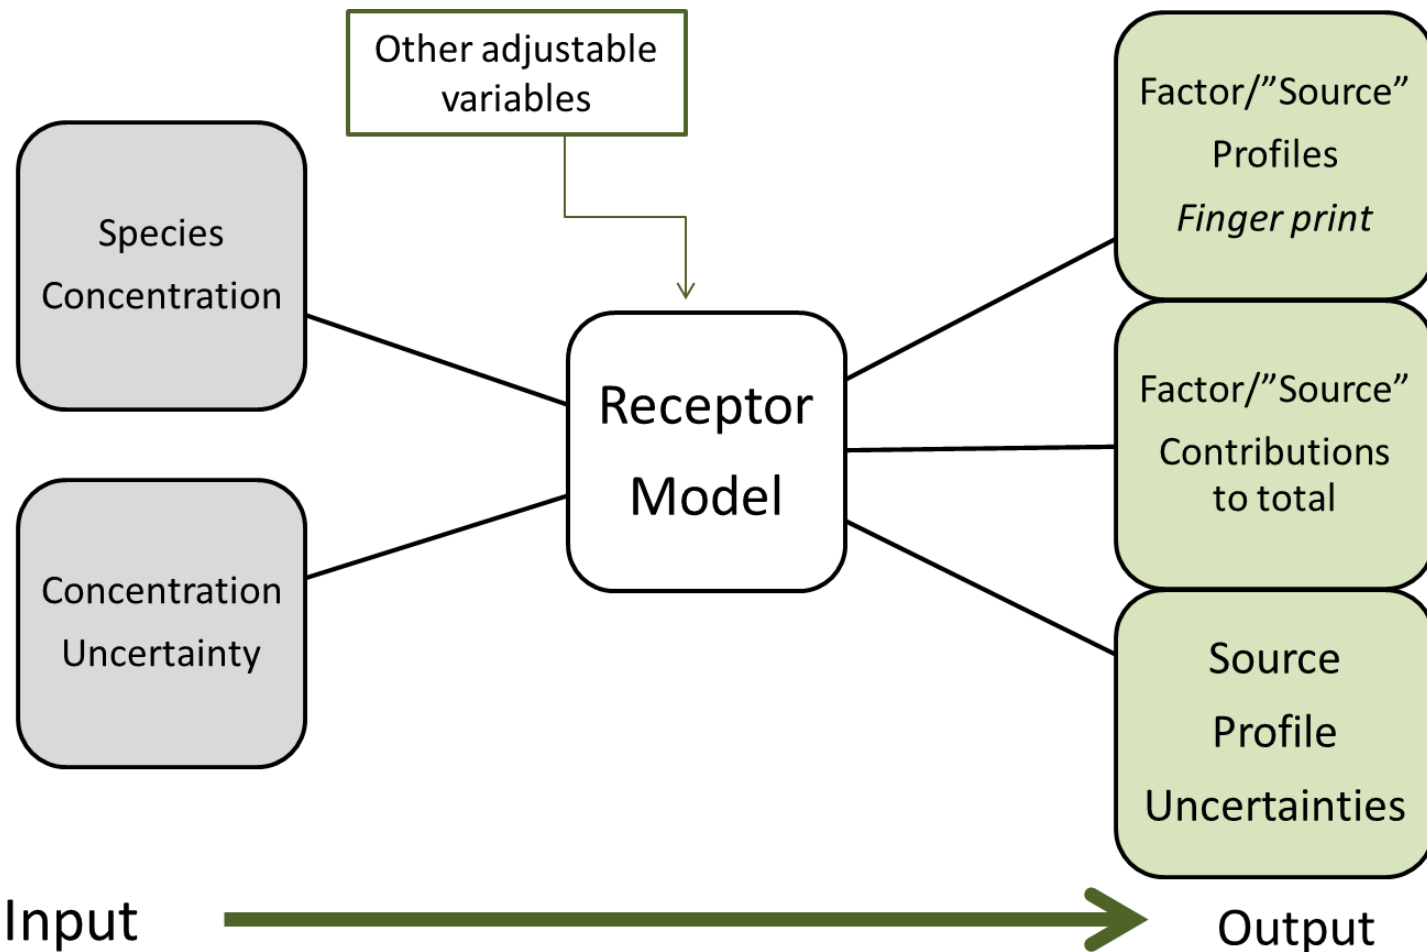 Other adjustable
variables
Species
Concentration
Concentration
Uncertainty
Receptor
Model
Factor/”Source”
Profiles
Finger print
Factor/”Source”
Contributions
to total
Source
Profile
Uncertainties
Input
Output